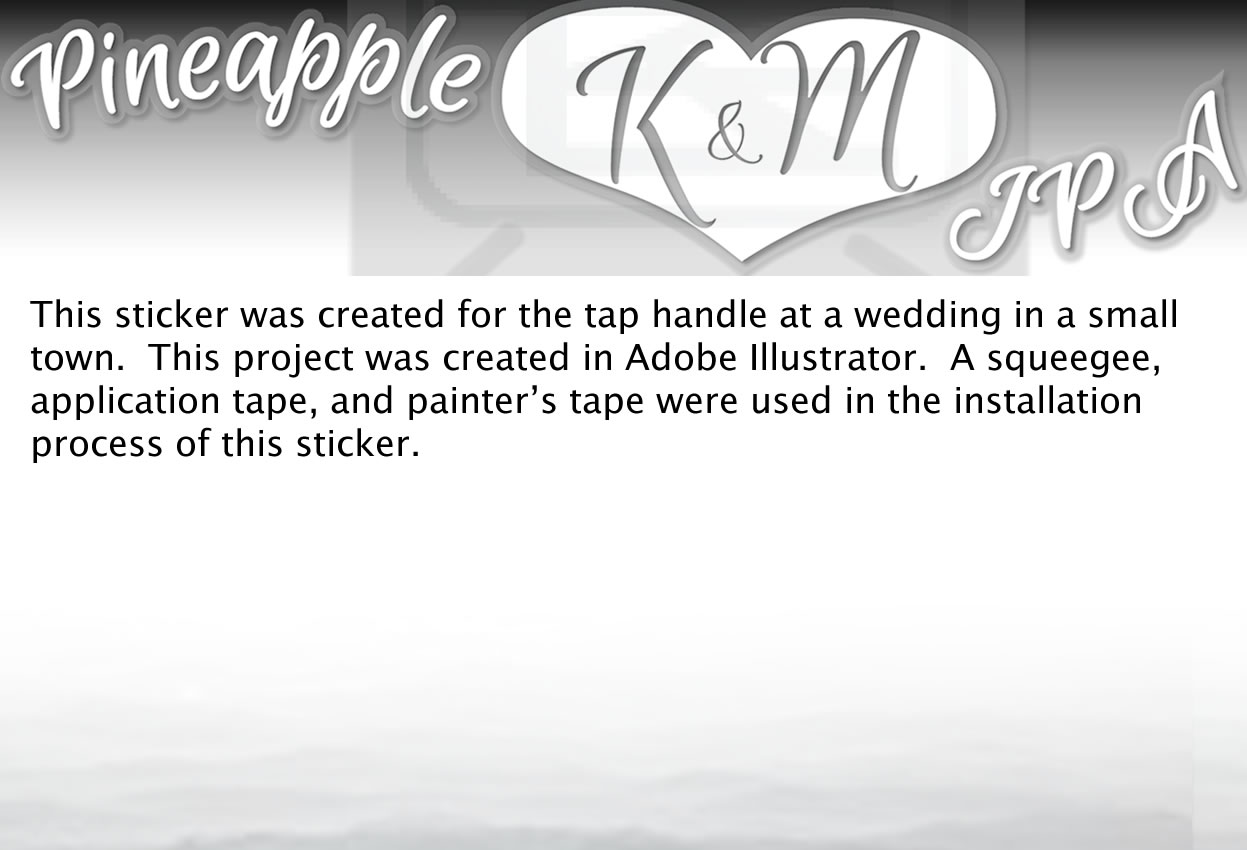 Pineapple
K & M
IPA
This sticker was created for the tap handle at a wedding in a small
town.  This project was created in Adobe Illustrator.  A squeegee,
application tape, and painter’s tape were used in the installation
process of this sticker.